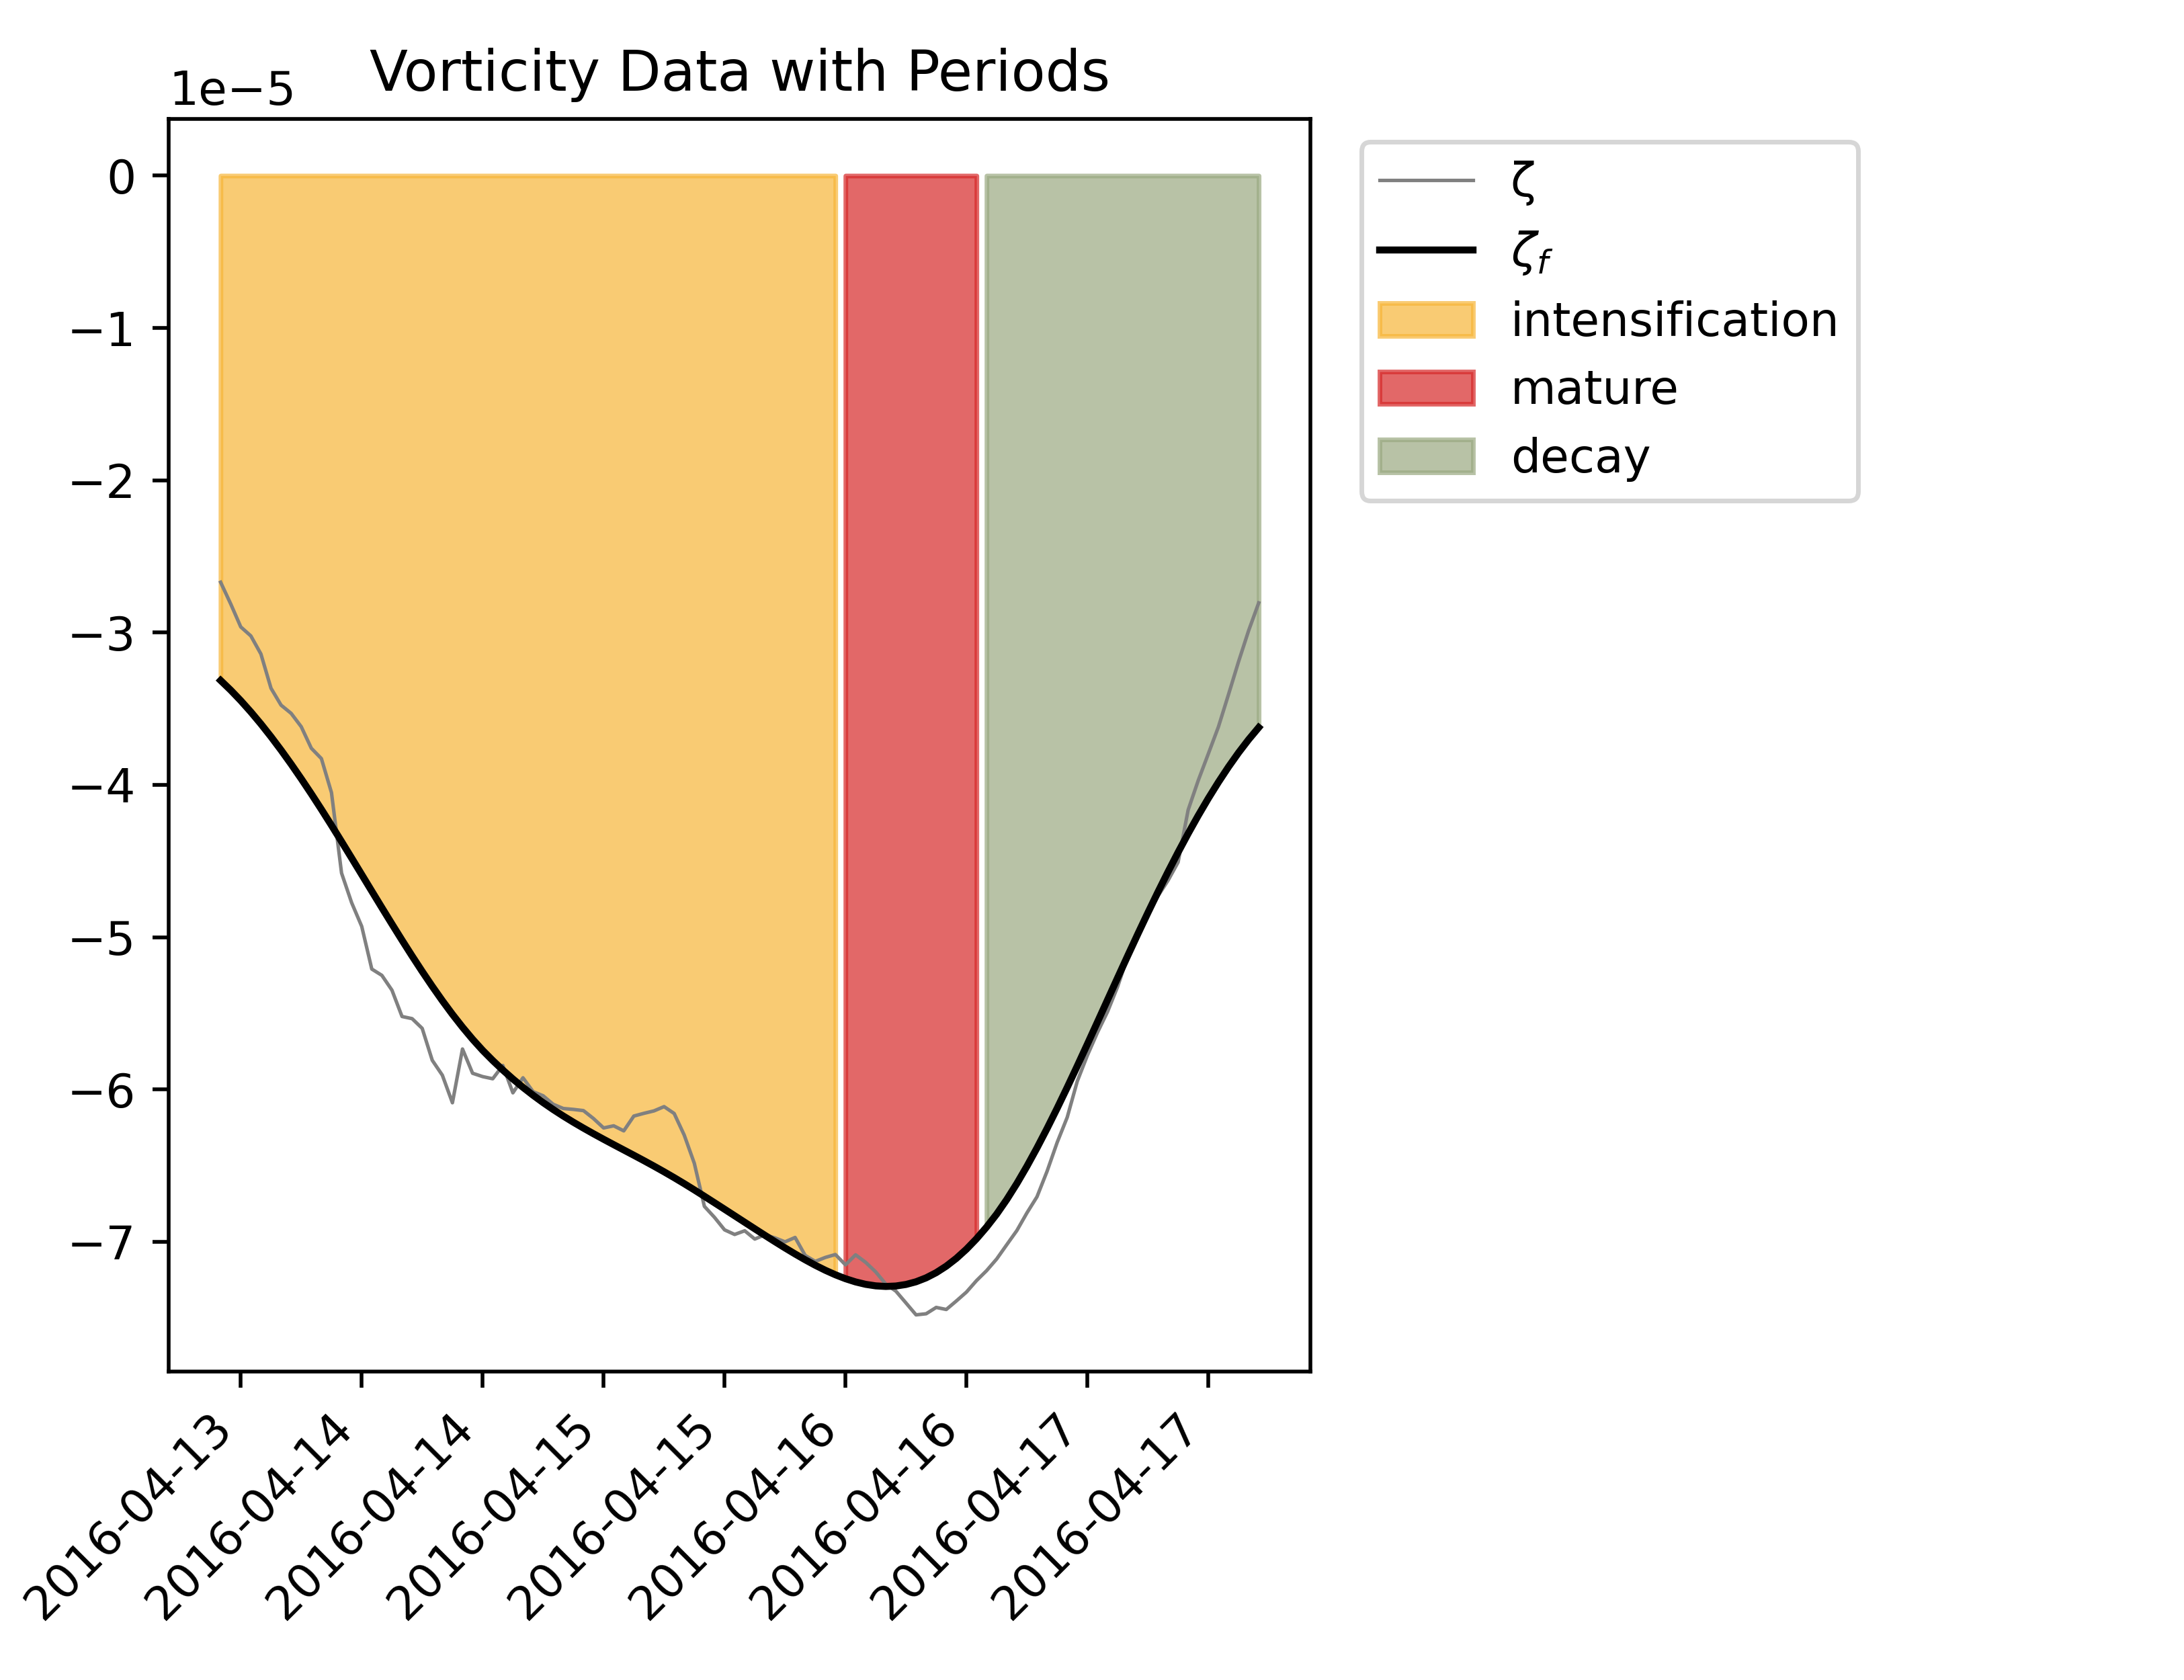 Vorticity Data with Periods
1e−5
0
−1
−2
−3
−4
−5
−6
−7
2016-04-13
2016-04-14
2016-04-14
2016-04-15
2016-04-15
2016-04-16
2016-04-16
2016-04-17
2016-04-17
ζ
ζf
intensification
mature
decay